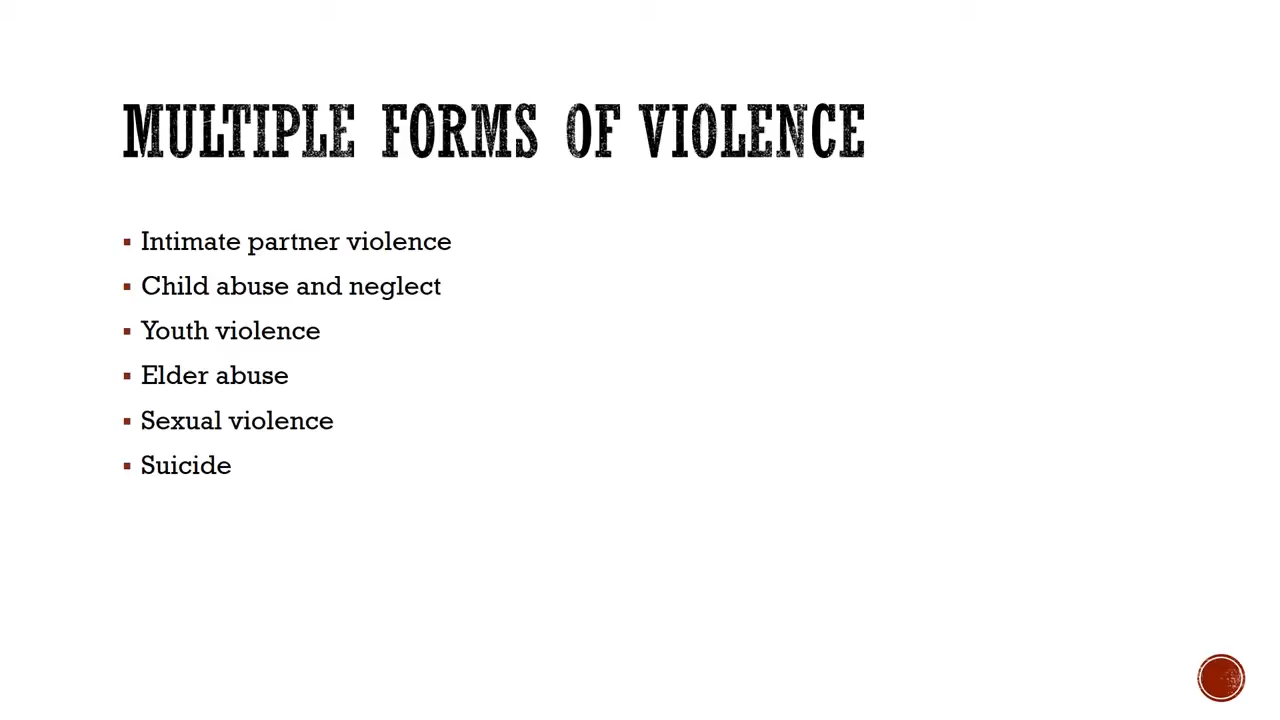 MULTIPLE FORMS OF VIOLENCE
▪ Intimate partner violence
▪ Child abuse and neglect
▪ Youth violence
▪ Elder abuse
▪ Sexual violence
▪ Suicide